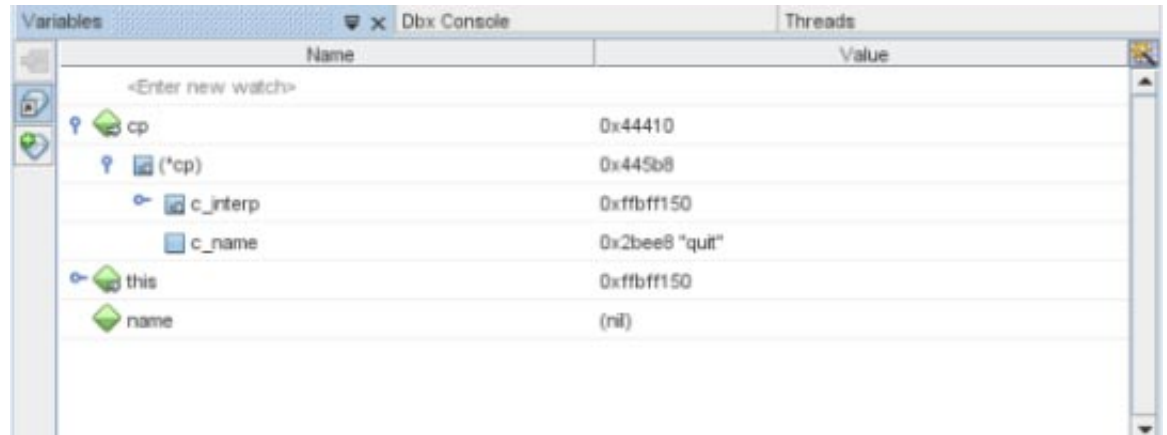 Variables Dbx Console Threads
Name Value
<Enter new watch>
cp 0x44410
(*cp) 0x445b8
c_interp 0xffbff150
c_name 0x2bee8 "quit"
this 0xffbff150
name (nil)